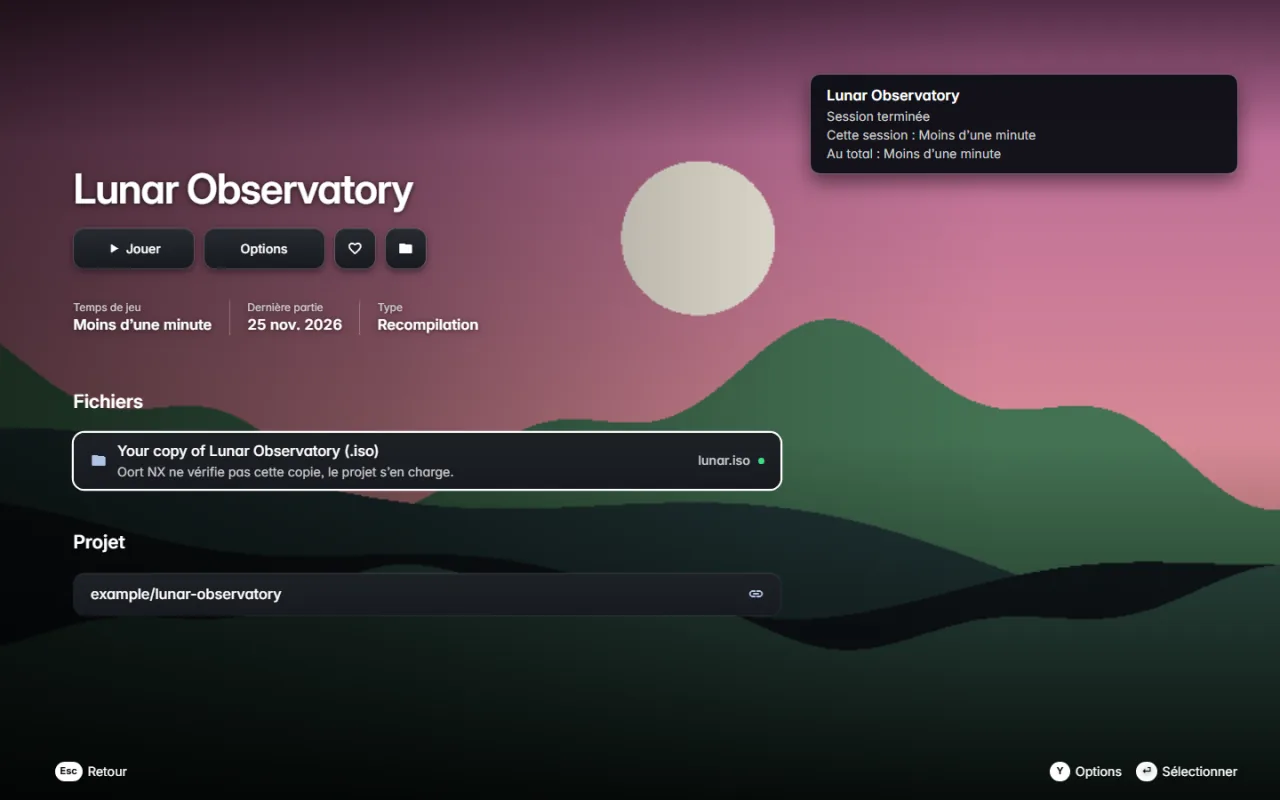 Lunar Observatory
Session terminée
Cette session : Moins d'une minute
Au total : Moins d'une minute
Lunar Observatory
Jouer
Options
Temps de jeu
Moins d'une minute
Dernière partie
25 nov. 2026
Type
Recompilation
Fichiers
Your copy of Lunar Observatory (.iso)
Oort NX ne vérifie pas cette copie, le projet s'en charge.
lunar.iso
Projet
example/lunar-observatory
Esc Retour
Y Options
Sélectionner